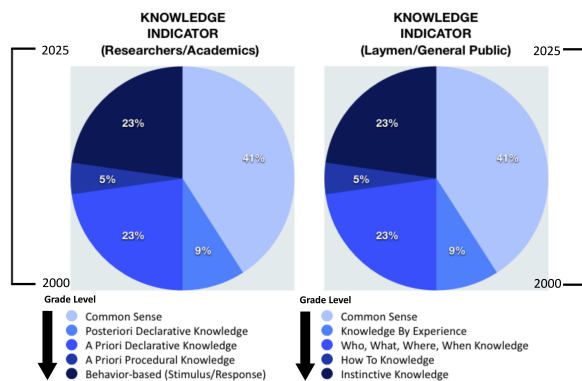 KNOWLEDGE
INDICATOR
(Researchers/Academics)
2025
23%
41%
5%
23%
9%
2000
Grade Level
Common Sense
Posteriori Declarative Knowledge
A Priori Declarative Knowledge
A Priori Procedural Knowledge
Behavior-based (Stimulus/Response)
KNOWLEDGE
INDICATOR
(Laymen/General Public)
2025
23%
41%
5%
23%
9%
2000
Grade Level
Common Sense
Knowledge By Experience
Who, What, Where, When Knowledge
How To Knowledge
Instinctive Knowledge